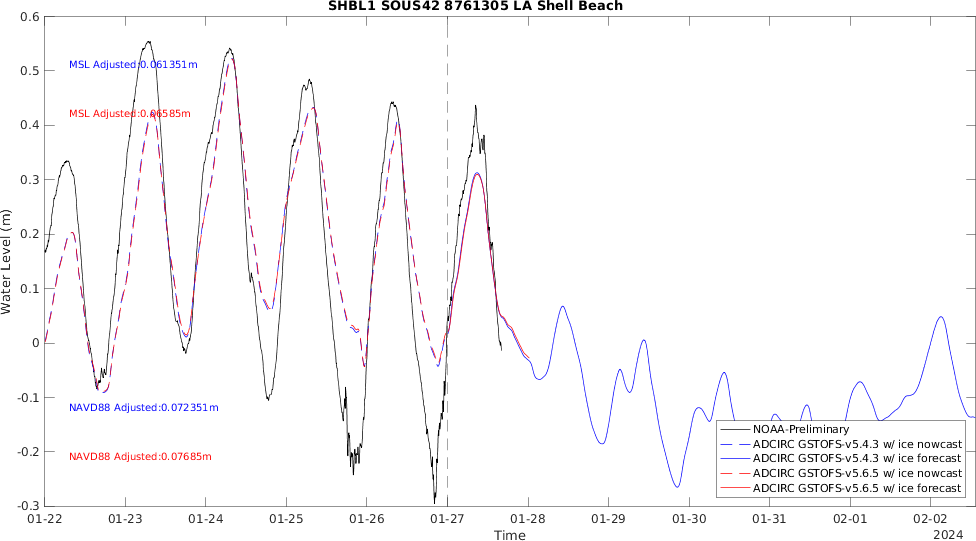 SHBL1 SOUS42 8761305 LA Shell Beach
0.6
0.5
0.4
0.3
0.2
0.1
0
-0.1
-0.2
-0.3
Water Level (m)
MSL Adjusted:0.061351m
MSL Adjusted:0.06585m
NAVD88 Adjusted:0.072351m
NAVD88 Adjusted:0.07685m
NOAA-Preliminary
ADCIRC GSTOFS-v5.4.3 w/ ice nowcast
ADCIRC GSTOFS-v5.4.3 w/ ice forecast
ADCIRC GSTOFS-v5.6.5 w/ ice nowcast
ADCIRC GSTOFS-v5.6.5 w/ ice forecast
01-22 01-23 01-24 01-25 01-26 01-27 01-28 01-29 01-30 01-31 02-01 02-02
2024
Time